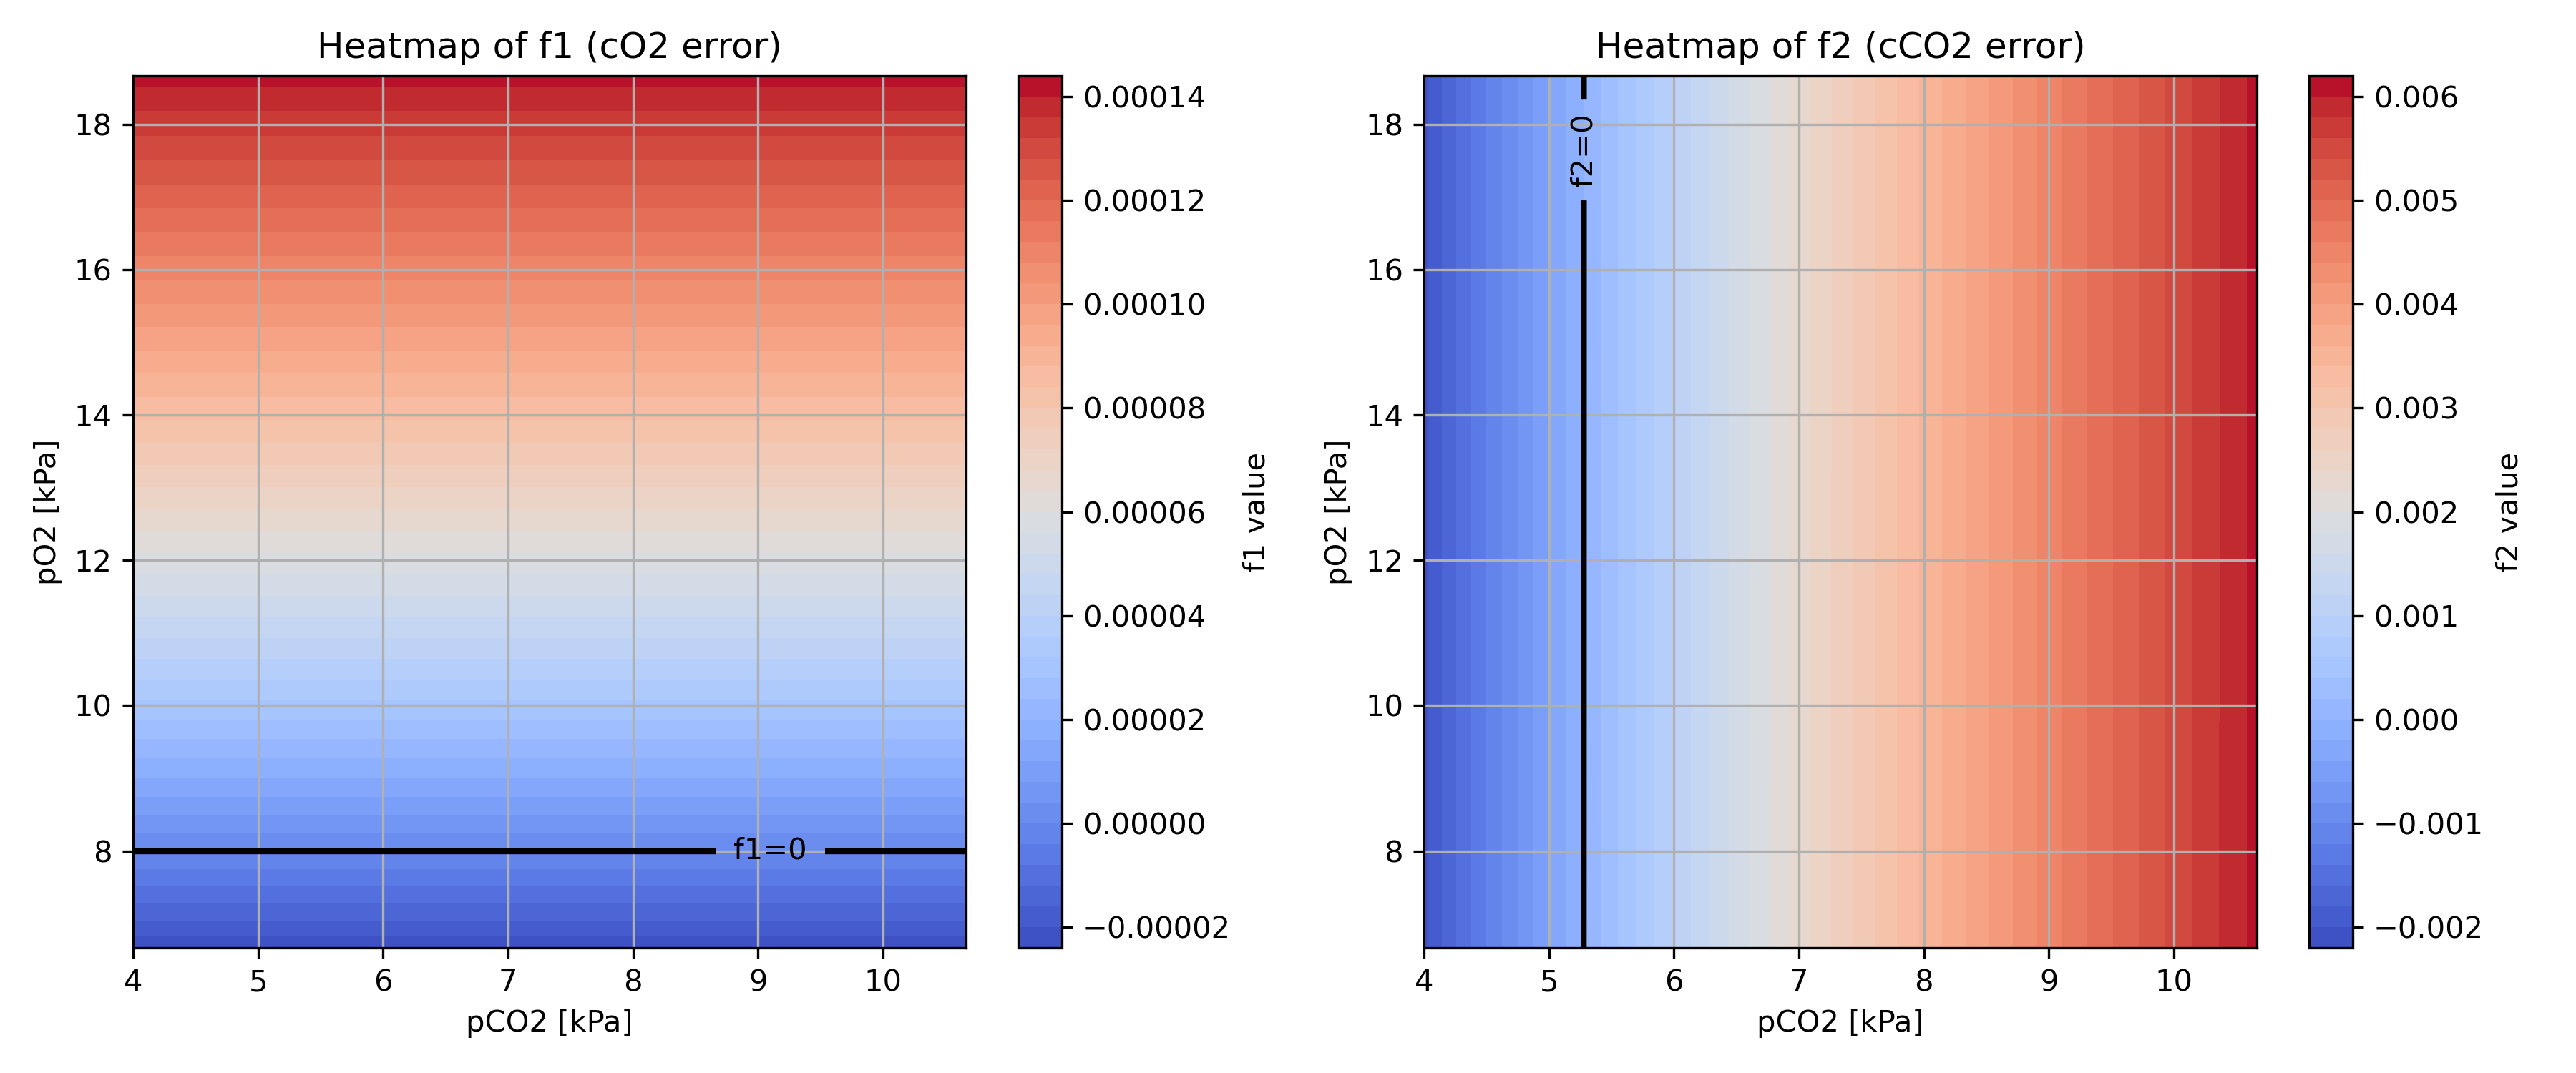 Heatmap of f1 (cO2 error)
18
16
14
12
10
8
pO2 [kPa]
f1=0
4 5 6 7 8 9 10
pCO2 [kPa]
0.00014
0.00012
0.00010
0.00008
0.00006
0.00004
0.00002
0.00000
−0.00002
f1 value
Heatmap of f2 (cCO2 error)
18
16
14
12
10
8
pO2 [kPa]
f2=0
4 5 6 7 8 9 10
pCO2 [kPa]
0.006
0.005
0.004
0.003
0.002
0.001
0.000
−0.001
−0.002
f2 value